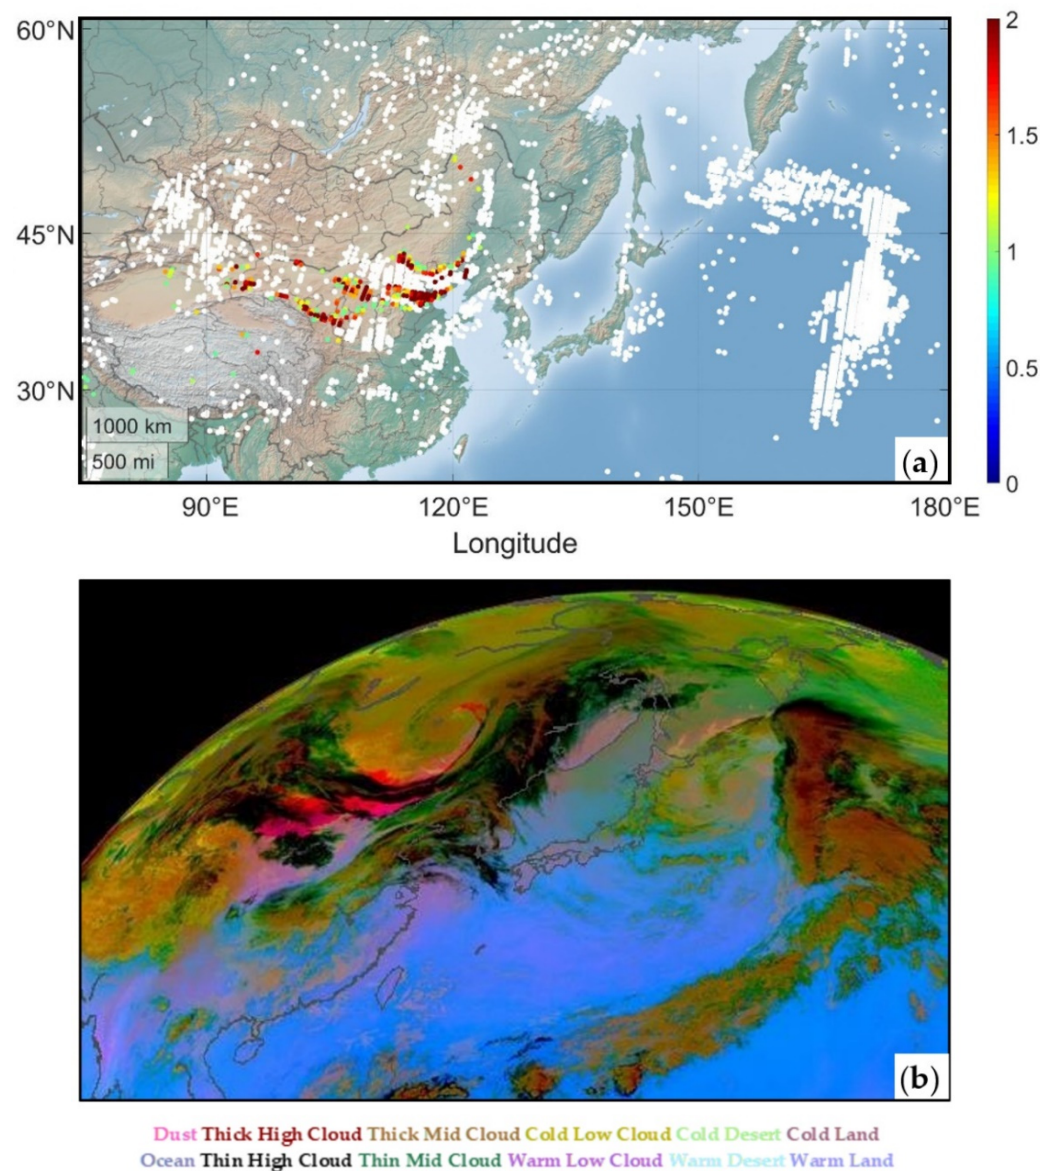 60°N
45°N
30°N
1000 km
500 mi
(a)
2
1.5
1
0.5
0
90°E 120°E 150°E 180°E
Longitude
(b)
Dust Thick High Cloud Thick Mid Cloud Cold Low Cloud Cold Desert Cold Land
Ocean Thin High Cloud Thin Mid Cloud Warm Low Cloud Warm Desert Warm Land